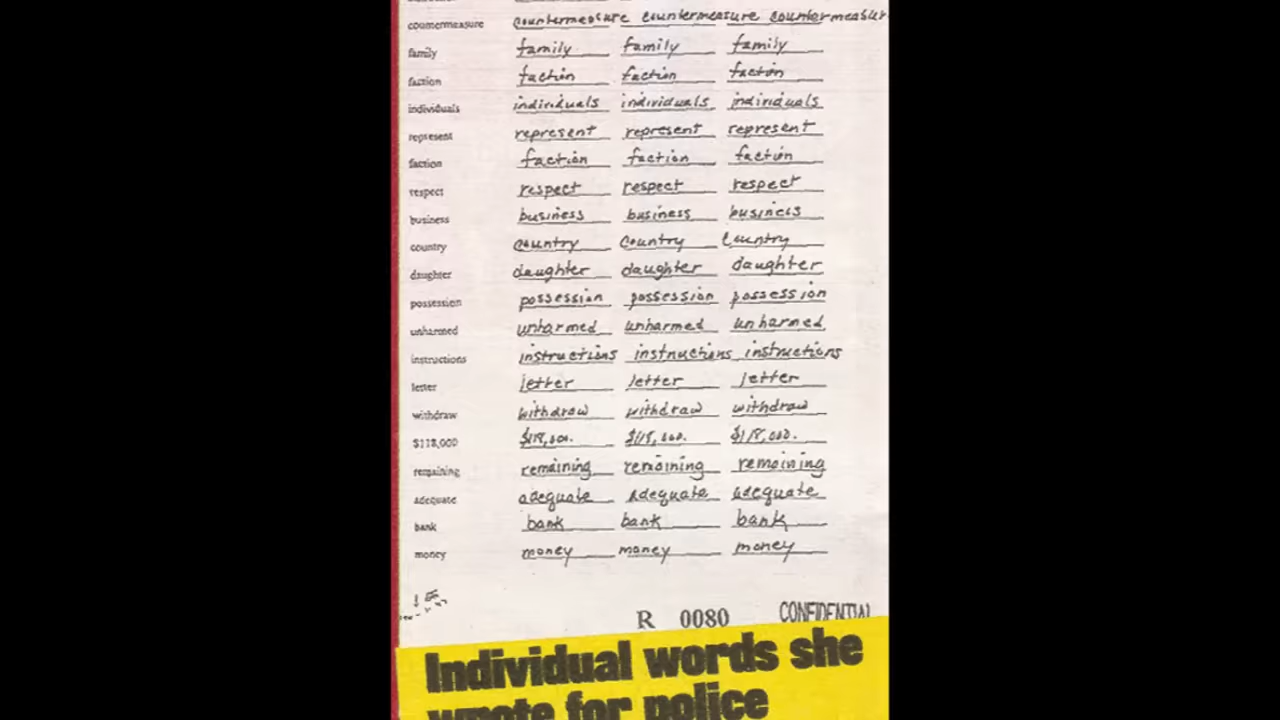 countermeasure countermeasure countermeasure countermeasure
family family family family
faction faction faction faction
individuals individuals individuals individuals
represent represent represent represent
faction faction faction faction
respect respect respect respect
business business business business
country country country country
daughter daughter daughter daughter
possession possession possession possession
unharmed unharmed unharmed unharmed
instructions instructions instructions instructions
letter letter letter letter
withdraw withdraw withdraw withdraw
$118,000 $118,000. $118,000. $118,000.
remaining remaining remaining remaining
adequate adequate adequate adequate
bank bank bank bank
money money money money
R 0080 CONFIDENTIAL
Individual words she
wrote for police